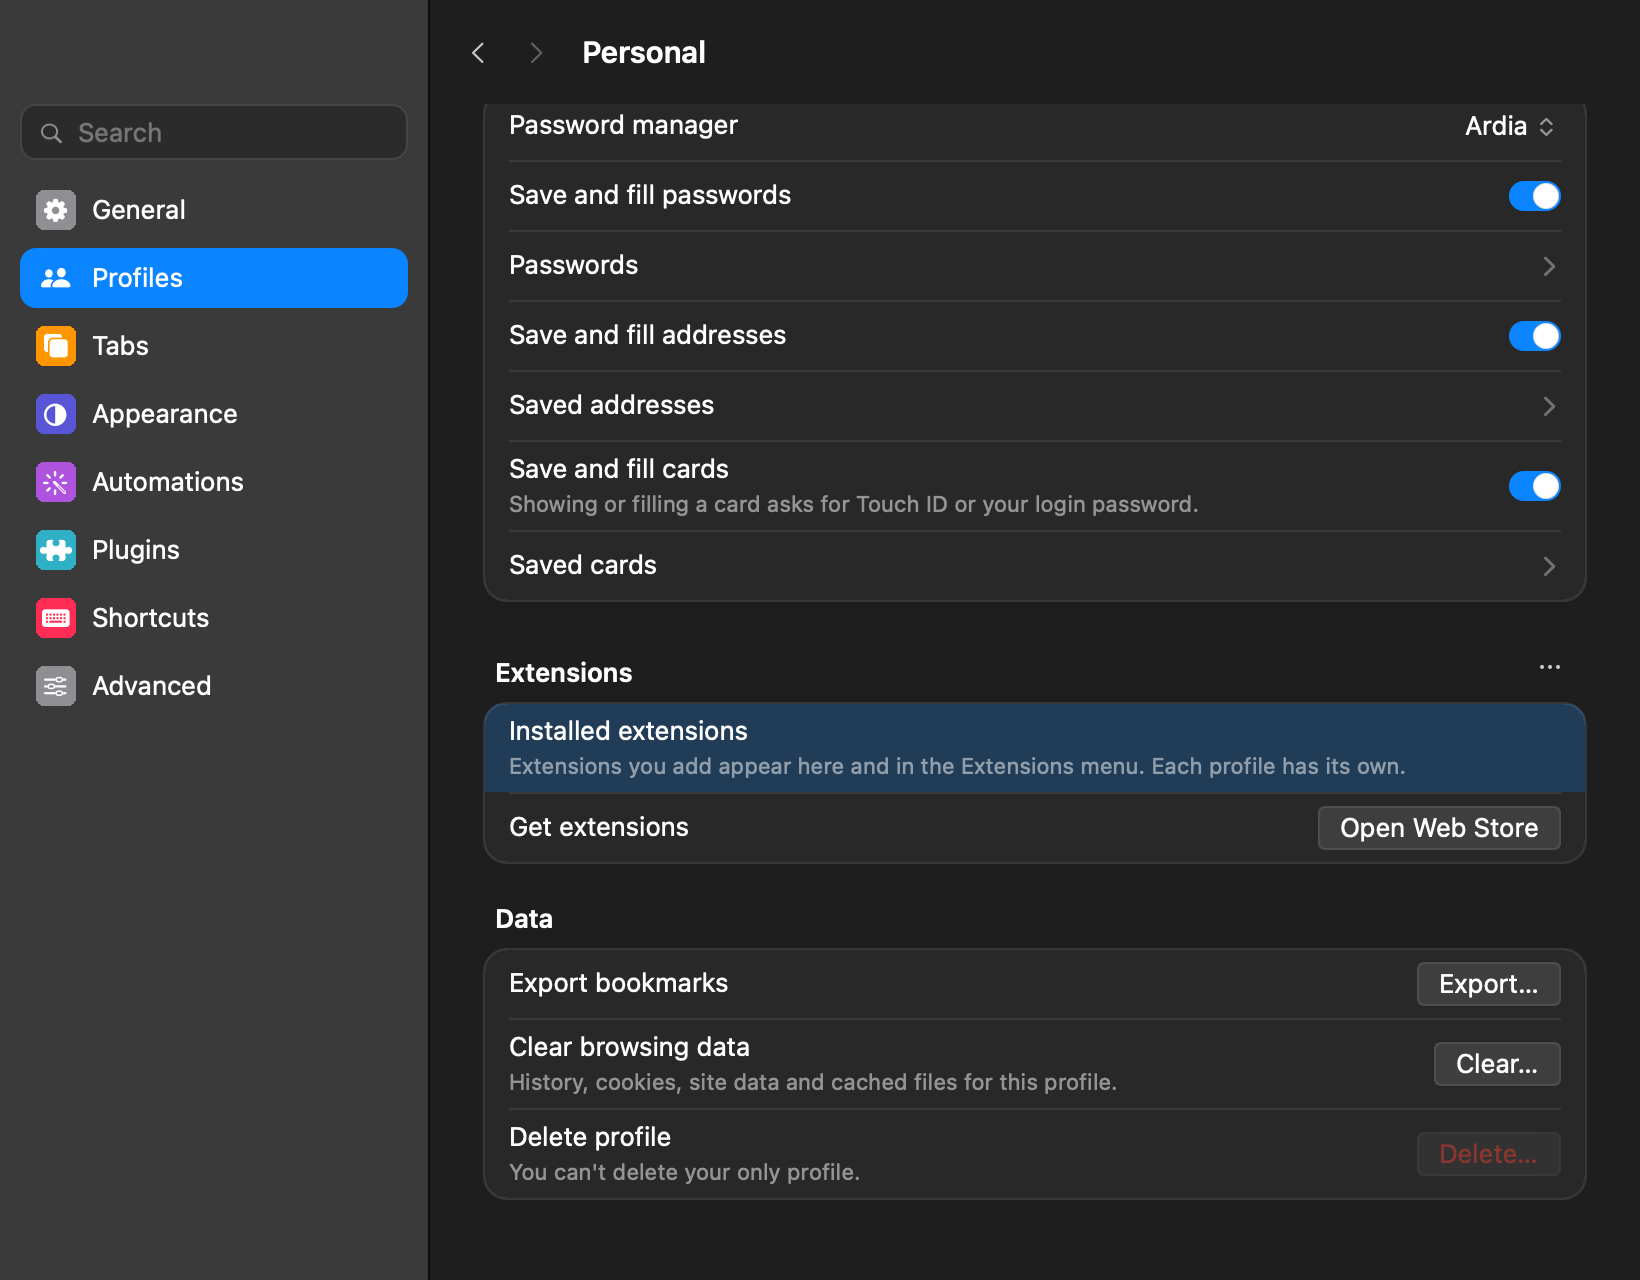 Search
General
Profiles
Tabs
Appearance
Automations
Plugins
Shortcuts
Advanced
Personal
Password manager
Ardia
Save and fill passwords
Passwords
Save and fill addresses
Saved addresses
Save and fill cards
Showing or filling a card asks for Touch ID or your login password.
Saved cards
Extensions
Installed extensions
Extensions you add appear here and in the Extensions menu. Each profile has its own.
Get extensions
Open Web Store
Data
Export bookmarks
Export...
Clear browsing data
Clear...
History, cookies, site data and cached files for this profile.
Delete profile
Delete...
You can't delete your only profile.